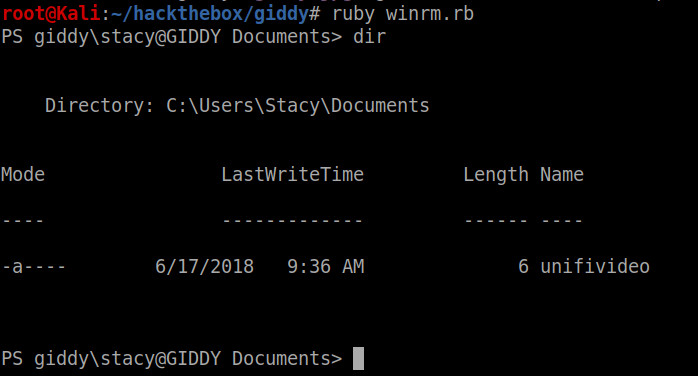 root@Kali:~/hackthebox/giddy# ruby winrm.rb
PS giddy\stacy@GIDDY Documents> dir
Directory: C:\Users\Stacy\Documents
Mode LastWriteTime Length Name
---- ------------- ------ ----
-a---- 6/17/2018 9:36 AM 6 unifivideo
PS giddy\stacy@GIDDY Documents>